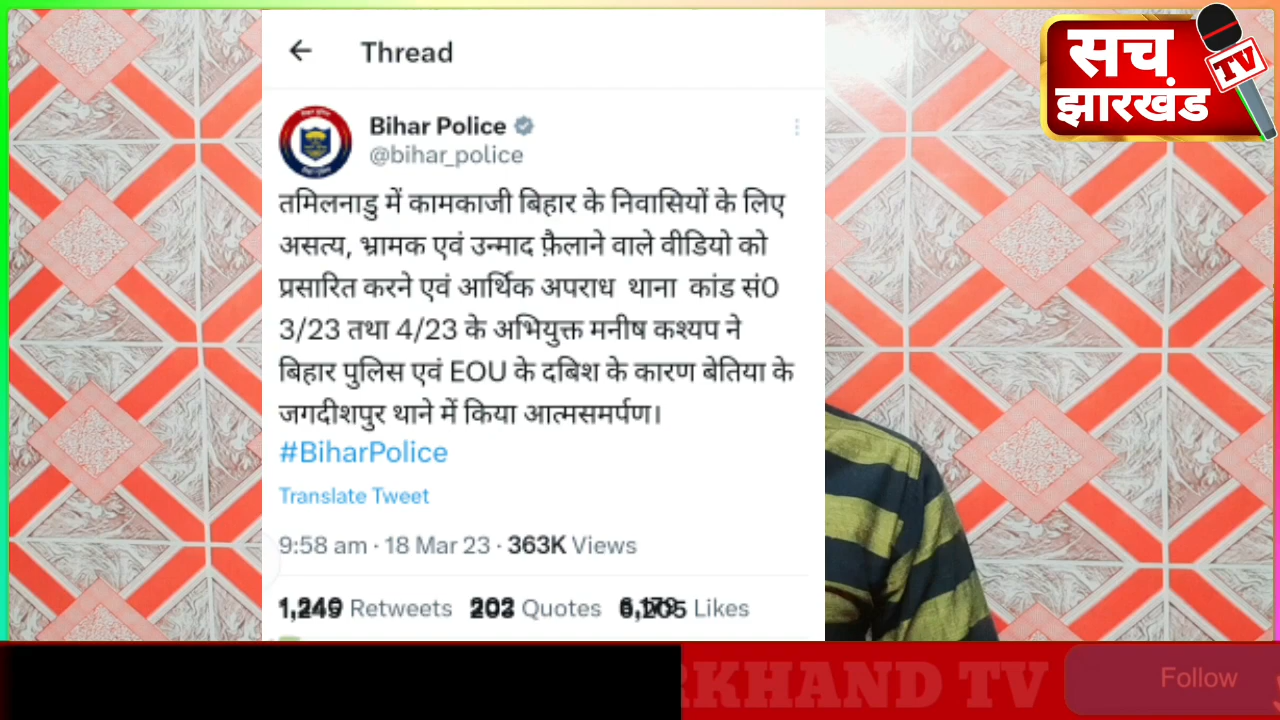 Thread
Bihar Police
@bihar_police
तमिलनाडु में कामकाजी बिहार के निवासियों के लिए
असत्य, भ्रामक एवं उन्माद फ़ैलाने वाले वीडियो को
प्रसारित करने एवं आर्थिक अपराध थाना कांड सं0
3/23 तथा 4/23 के अभियुक्त मनीष कश्यप ने
बिहार पुलिस एवं EOU के दबिश के कारण बेतिया के
जगदीशपुर थाने में किया आत्मसमर्पण।
#BiharPolice
Translate Tweet
9:58 am · 18 Mar 23 · 363K Views
Retweets Quotes Likes
सच
झारखंड
TV
RKHAND TV
Follow